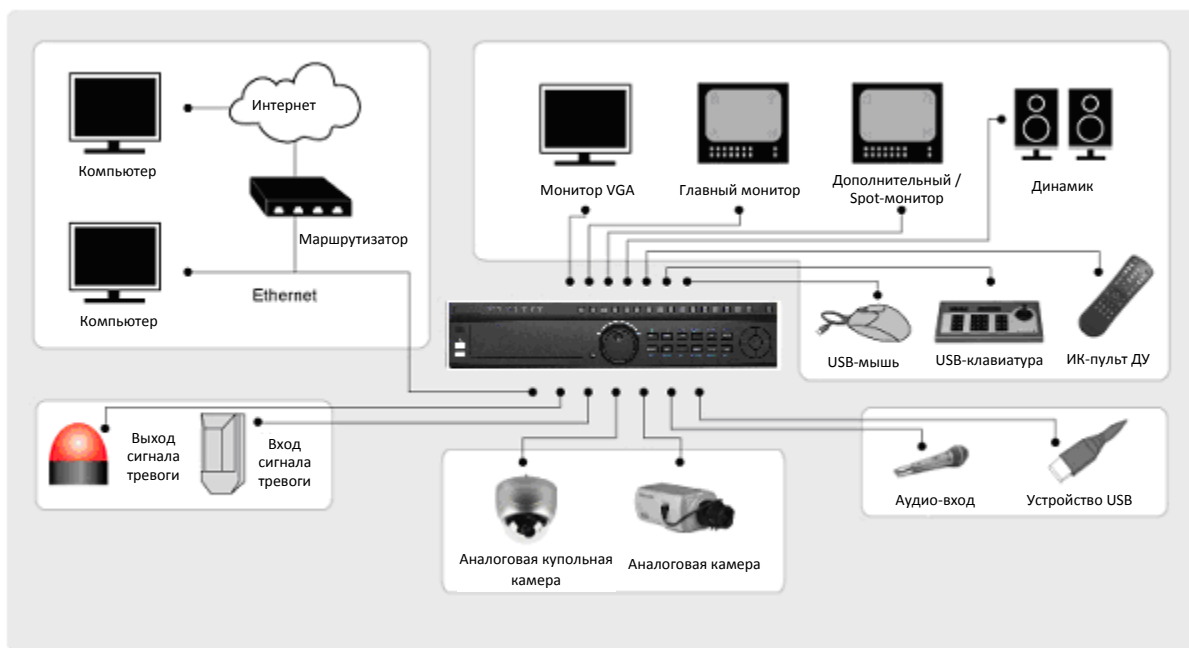 Интернет
Компьютер
Маршрутизатор
Ethernet
Компьютер
Монитор VGA
Главный монитор
Дополнительный /
Spot-монитор
Динамик
USB-мышь
USB-клавиатура
ИК-пульт ДУ
Выход
сигнала
тревоги
Вход
сигнала
тревоги
Аналоговая купольная
камера
Аналоговая камера
Аудио-вход
Устройство USB